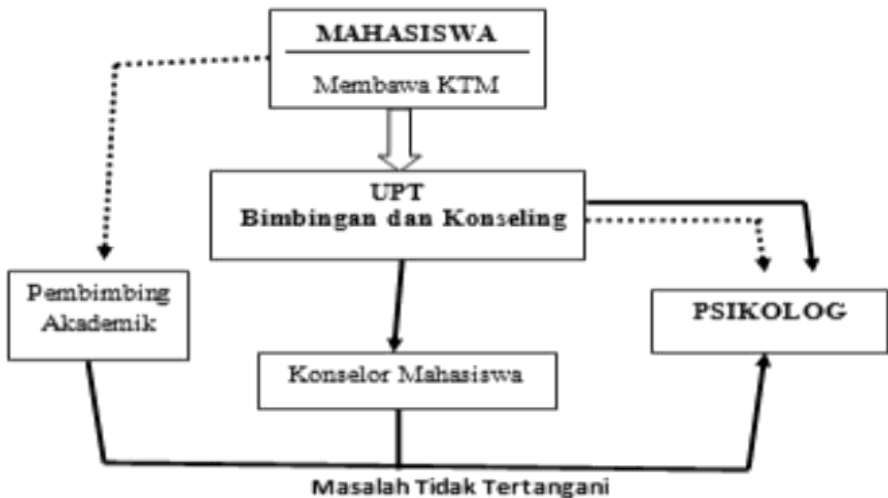 MAHASISWA
Membawa KTM
UPT
Bimbingan dan Konseling
Pembimbing
Akademik
PSIKOLOG
Konselor Mahasiswa
Masalah Tidak Tertangani